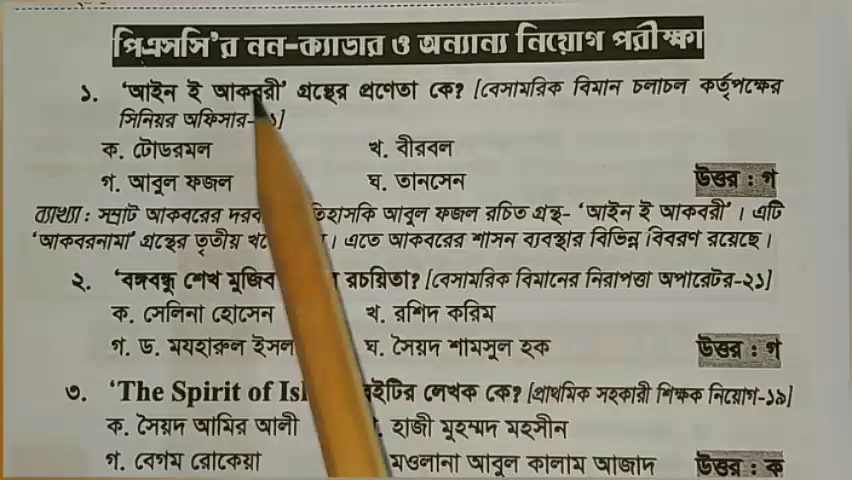 পিএসসি'র নন-ক্যাডার ও অন্যান্য নিয়োগ পরীক্ষা
১. 'আইন ই আকবরী' গ্রন্থের প্রণেতা কে? [বেসামরিক বিমান চলাচল কর্তৃপক্ষের
সিনিয়র অফিসার-
ক. টোডরমল খ. বীরবল
গ. আবুল ফজল ঘ. তানসেন উত্তর : গ
ব্যাখ্যা : সম্রাট আকবরের আবুল ফজল রচিত গ্রন্থ- 'আইন ই আকবরী' । এটি
'আকবরনামা' গ্রন্থের তৃতীয় । এতে আকবরের শাসন ব্যবস্থার বিভিন্ন বিবরণ রয়েছে ।
২. 'বঙ্গবন্ধু শেখ রচয়িতা? [বেসামরিক বিমানের নিরাপত্তা অপারেটর-২১]
ক. সেলিনা হোসেন খ. রশিদ করিম
গ. ড. মযহারুল ইসল ঘ. সৈয়দ শামসুল হক উত্তর : গ
৩. 'The Spirit of বইটির লেখক কে? [প্রাথমিক সহকারী শিক্ষক নিয়োগ-১৯]
ক. সৈয়দ আমির আলী হাজী মুহম্মদ মহসীন
গ. বেগম রোকেয়া মওলানা আবুল কালাম আজাদ উত্তর : ক